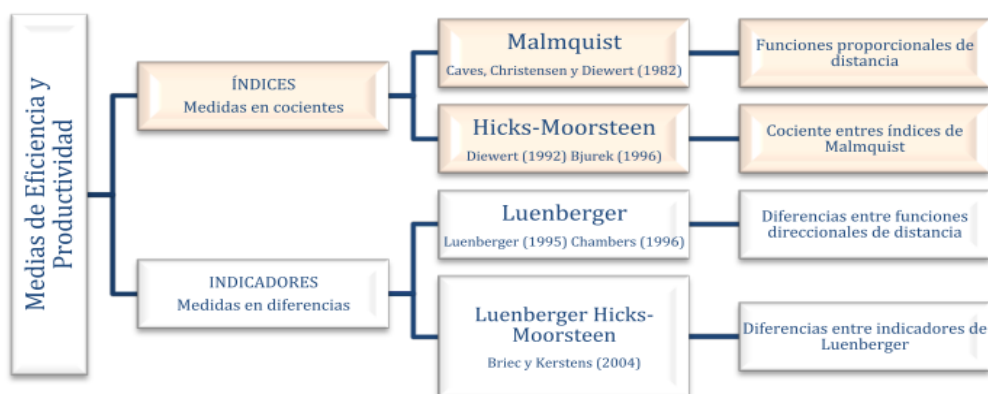 Medias de Eficiencia y
Productividad
ÍNDICES
Medidas en cocientes
Malmquist
Caves, Christensen y Diewert (1982)
Funciones proporcionales de
distancia
Hicks-Moorsteen
Diewert (1992) Bjurek (1996)
Cociente entres índices de
Malmquist
INDICADORES
Medidas en diferencias
Luenberger
Luenberger (1995) Chambers (1996)
Diferencias entre funciones
direccionales de distancia
Luenberger Hicks-
Moorsteen
Briec y Kerstens (2004)
Diferencias entre indicadores de
Luenberger